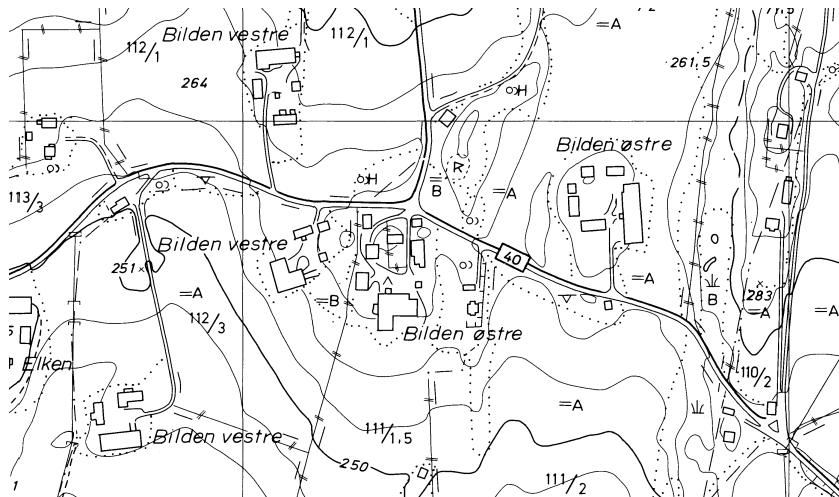 Bilden vestre
112/1
112/1
264
261.5
H
=A
Bilden østre
R
H
B
=A
113/3
Bilden vestre
251
40
=A
=A
=B
112/3
B
283
=A
=A
Bilden østre
Elken
110/2
=A
Bilden vestre
111/1.5
250
111/2
1